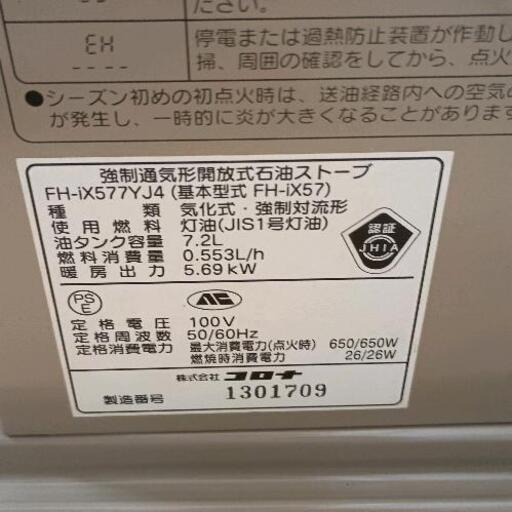 ださい。
EH
停電または過熱防止装置が作動し
掃、周囲の確認をしてから、点火
●シーズン初めの初点火時は、送油経路内への空気の
が発生し、一時的に炎が大きくなることがあります
強制通気形開放式石油ストーブ
FH-iX577YJ4 (基本型式 FH-iX57)
種類 気化式・強制対流形
使用燃料 灯油(JIS1号灯油)
油タンク容量 7.2L
燃料消費量 0.553L/h
暖房出力 5.69kW
認証
JHIA
PS
E
定格電圧 100V
定格周波数 50/60Hz
定格消費電力 最大消費電力(点火時) 650/650W
燃焼時消費電力 26/26W
株式会社 コロナ
製造番号 1301709